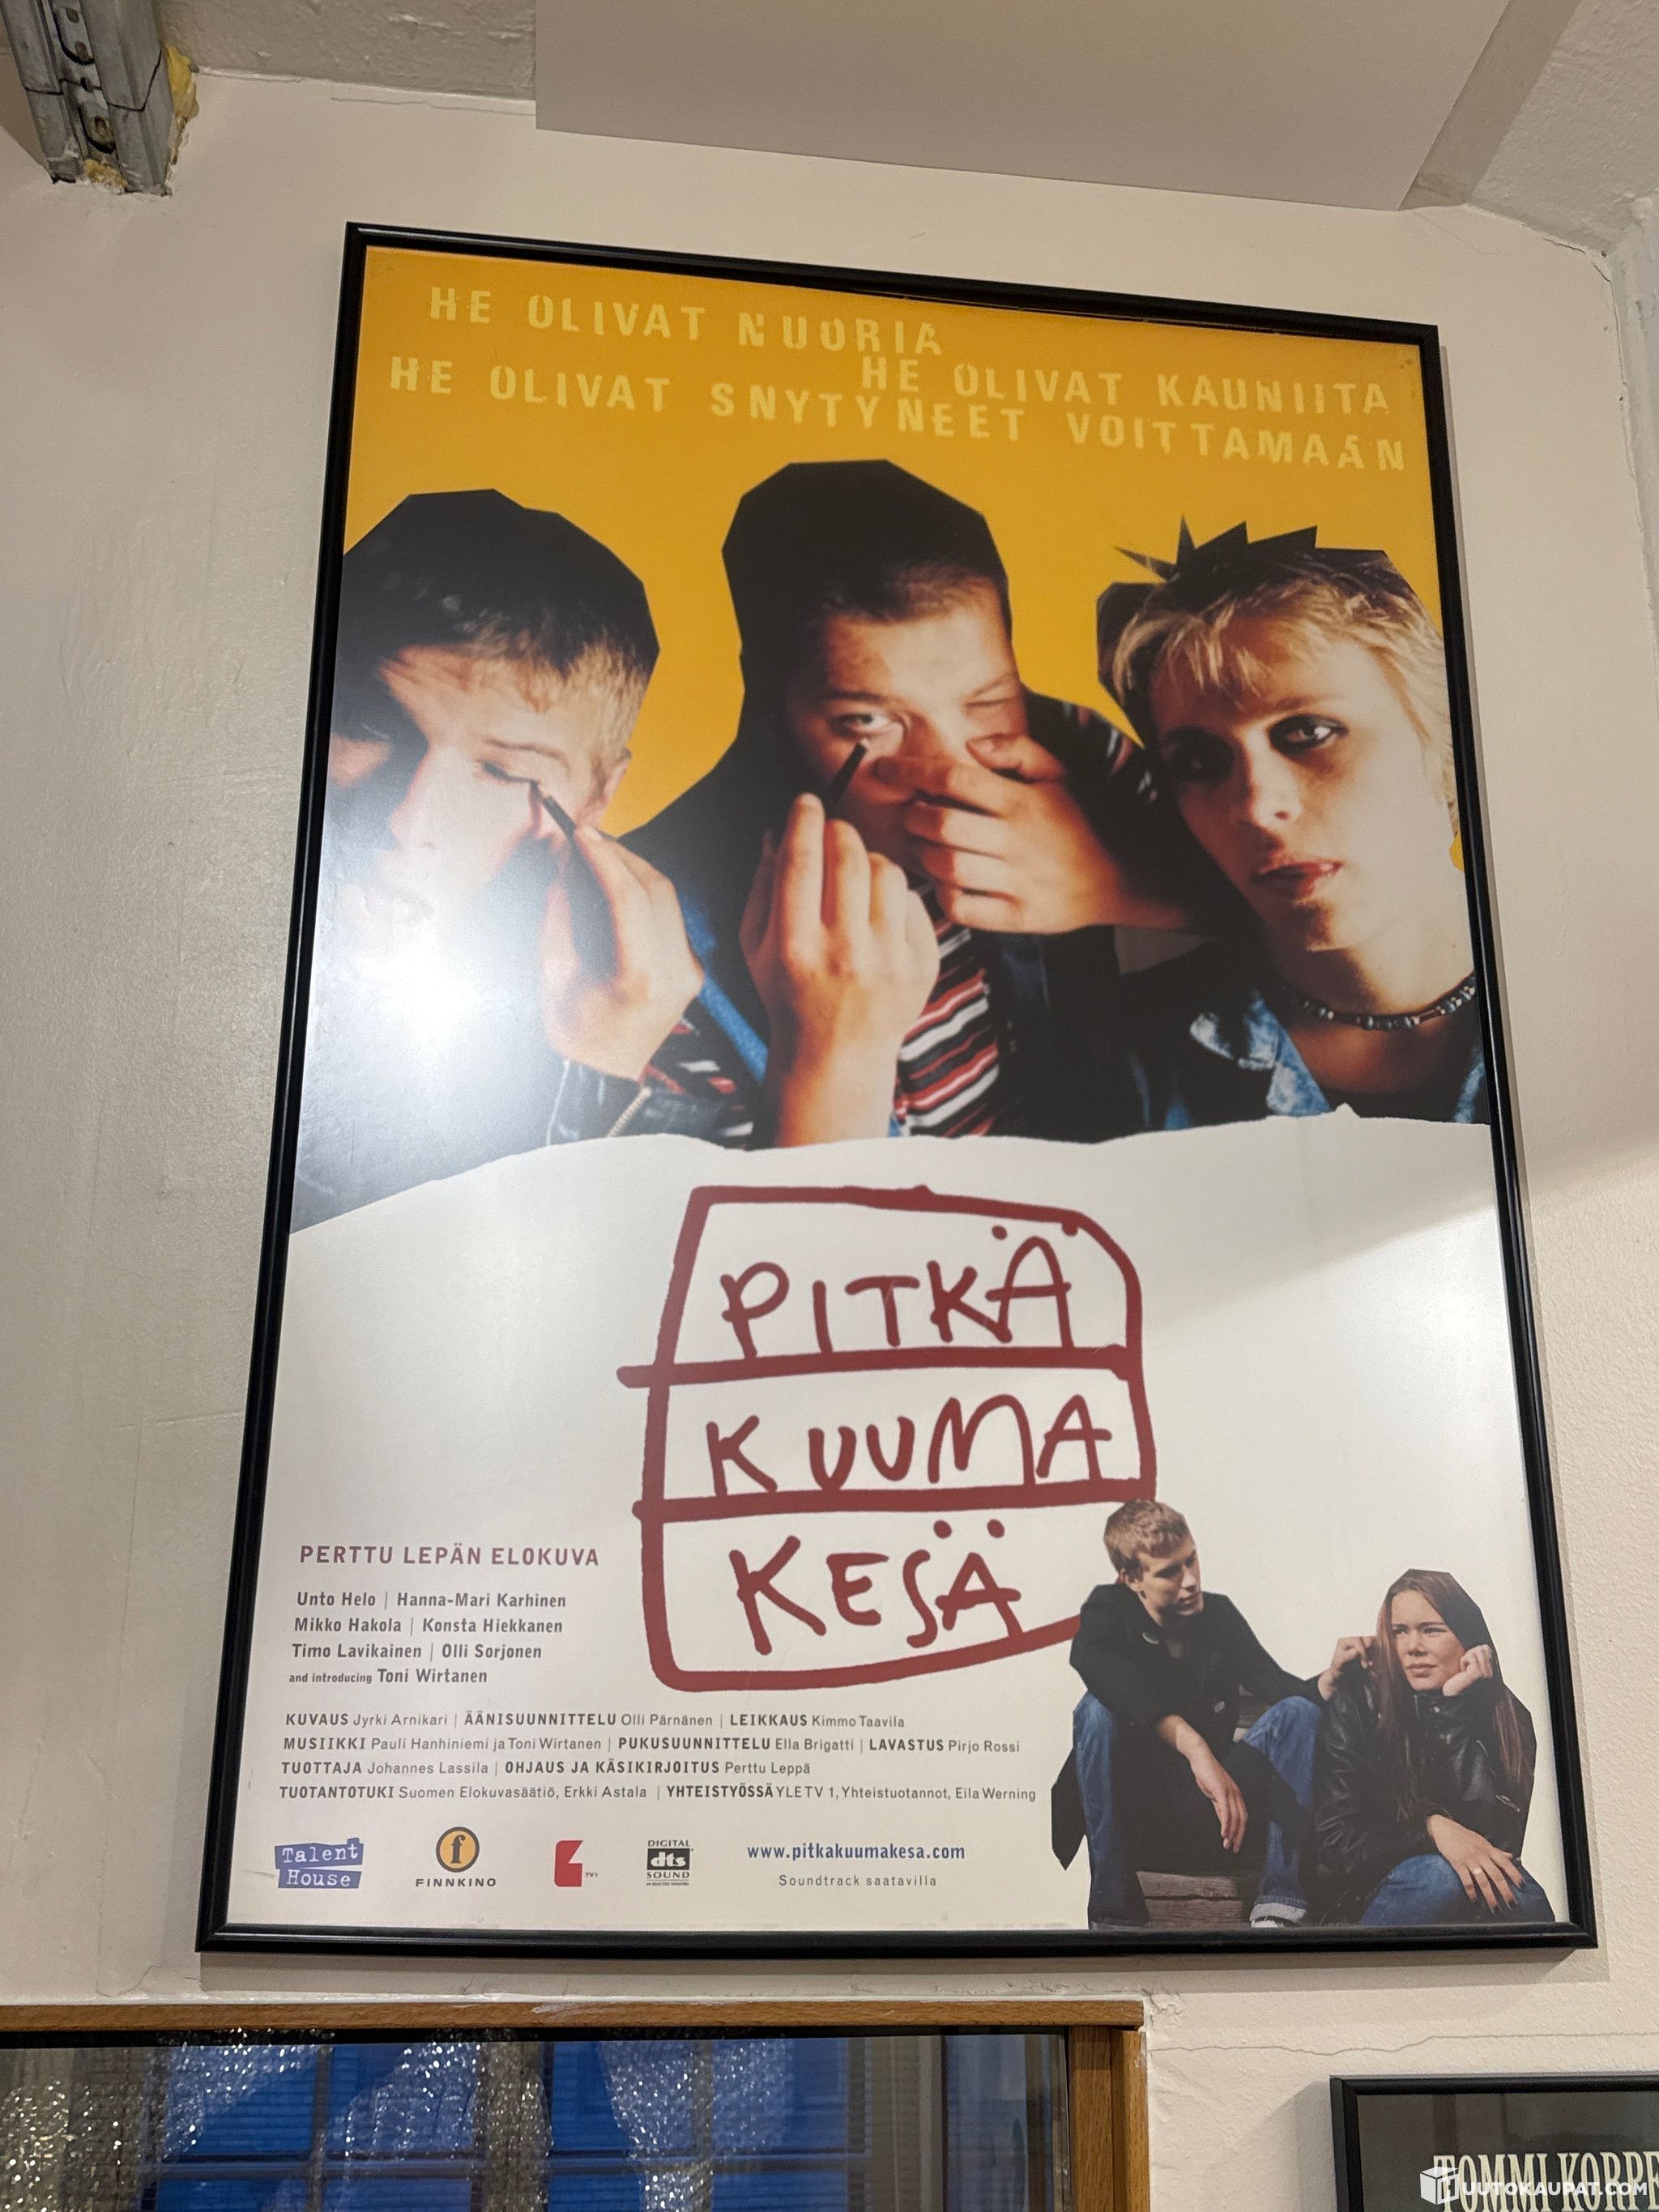 HE OLIVAT NUORIA
HE OLIVAT KAUNIITA
HE OLIVAT SNYTYNEET VOITTAMAAN
PITKÄ
KUUMA
KESÄ
PERTTU LEPÄN ELOKUVA
Unto Helo | Hanna-Mari Karhinen
Mikko Hakola | Konsta Hiekkanen
Timo Lavikainen | Olli Sorjonen
and introducing Toni Wirtanen
KUVAUS Jyrki Arnikari | ÄÄNISUUNNITTELU Olli Pärnänen | LEIKKAUS Kimmo Taavila
MUSIIKKI Pauli Hanhiniemi ja Toni Wirtanen | PUKUSUUNNITTELU Ella Brigatti | LAVASTUS Pirjo Rossi
TUOTTAJA Johannes Lassila | OHJAUS JA KÄSIKIRJOITUS Perttu Leppä
TUOTANTOTUKI Suomen Elokuvasäätiö, Erkki Astala | YHTEISTYÖSSÄ YLE TV 1, Yhteistuotannot, Eila Werning
Talent
House
FINNKINO
TV1
DIGITAL
dts
SOUND
www.pitkakuumakesa.com
Soundtrack saatavilla
TOMMI KORPE
UUTOKAUPAT.COM